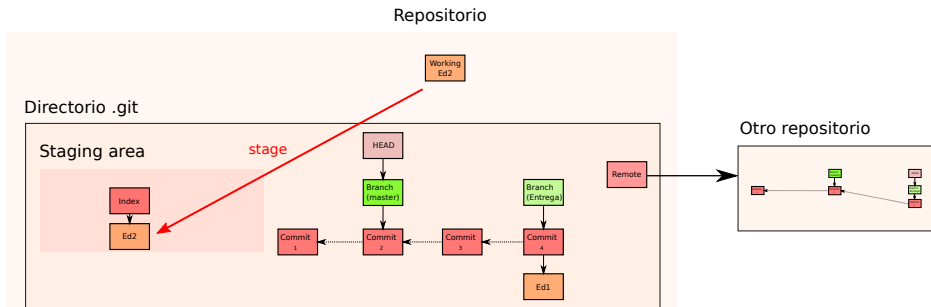 Repositorio
Working
Ed2
Directorio .git
Staging area
stage
HEAD
Otro repositorio
Remote
Index
Branch
(master)
Branch
(Entrega)
Ed2
Commit
1
Commit
2
Commit
3
Commit
4
Ed1